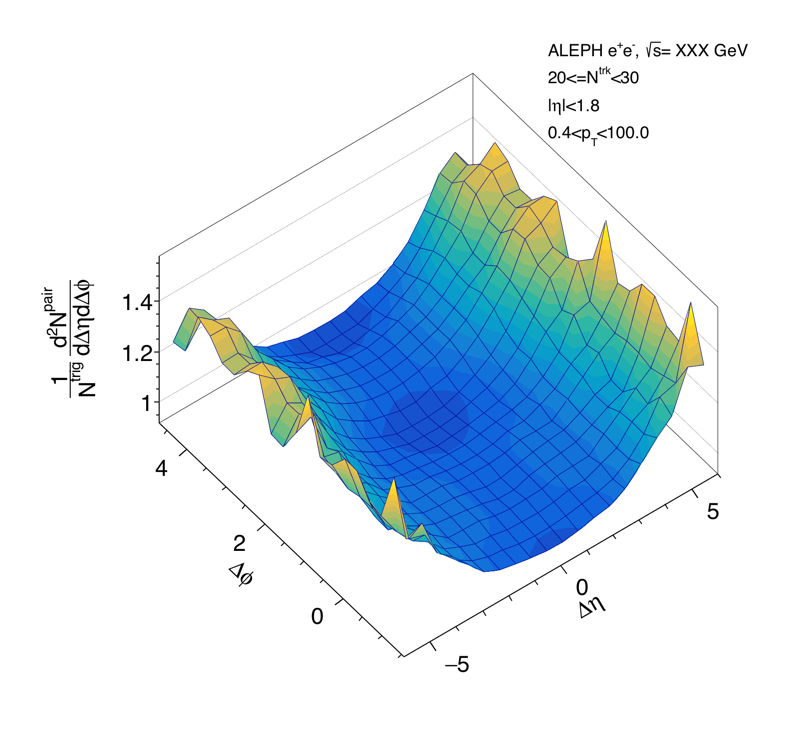 ALEPH e⁺e⁻, √s= XXX GeV
20<=Nᵗʳᵏ<30
|η|<1.8
0.4<p_T<100.0
1/N^trig d²N^pair/dΔηdΔϕ
1.4
1.2
1
4
2
0
Δϕ
−5
0
5
Δη